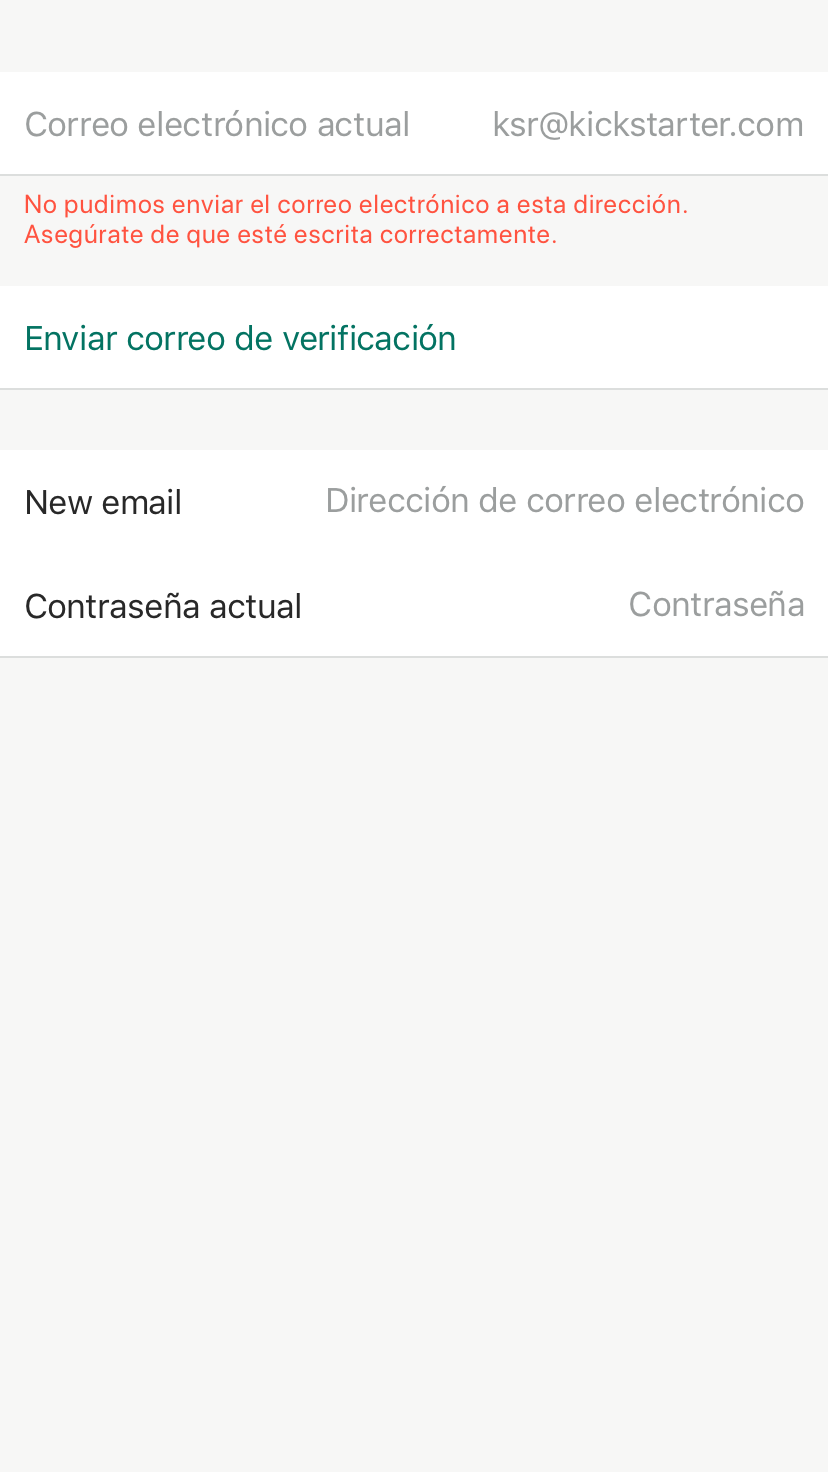 Correo electrónico actual ksr@kickstarter.com
No pudimos enviar el correo electrónico a esta dirección.
Asegúrate de que esté escrita correctamente.
Enviar correo de verificación
New email Dirección de correo electrónico
Contraseña actual Contraseña